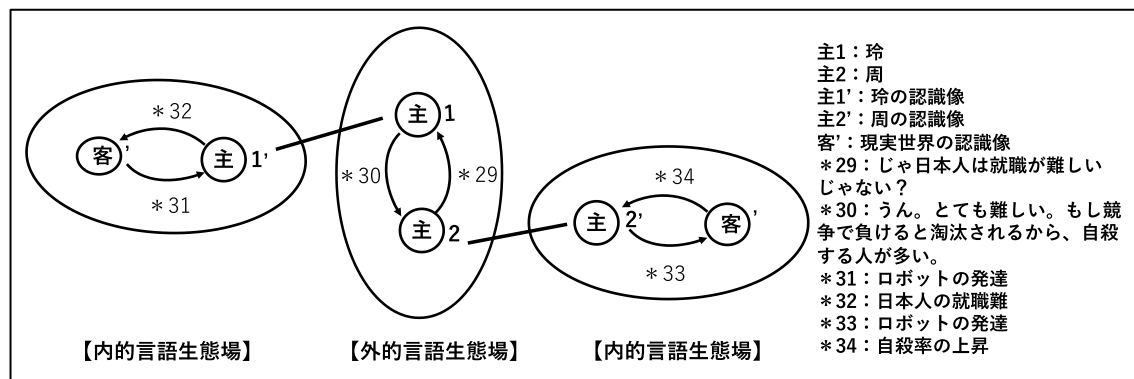 ＊32
客'
主 1'
＊31
主 1
＊30
＊29
主 2
＊34
主 2'
客'
＊33
【内的言語生態場】
【外的言語生態場】
【内的言語生態場】
主1：玲
主2：周
主1'：玲の認識像
主2'：周の認識像
客'：現実世界の認識像
＊29：じゃ日本人は就職が難しい
じゃない？
＊30：うん。とても難しい。もし競
争で負けると淘汰されるから、自殺
する人が多い。
＊31：ロボットの発達
＊32：日本人の就職難
＊33：ロボットの発達
＊34：自殺率の上昇